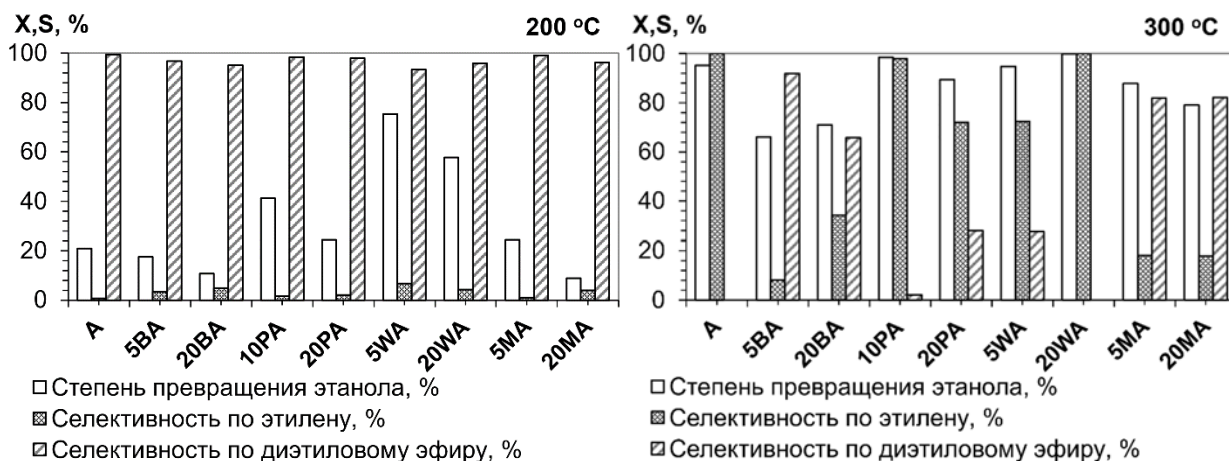 X,S, %
200 °C
100
80
60
40
20
0
A
5BA
20BA
10PA
20PA
5WA
20WA
5MA
20MA
Степень превращения этанола, %
Селективность по этилену, %
Селективность по диэтиловому эфиру, %
X,S, %
300 °C
100
80
60
40
20
0
A
5BA
20BA
10PA
20PA
5WA
20WA
5MA
20MA
Степень превращения этанола, %
Селективность по этилену, %
Селективность по диэтиловому эфиру, %